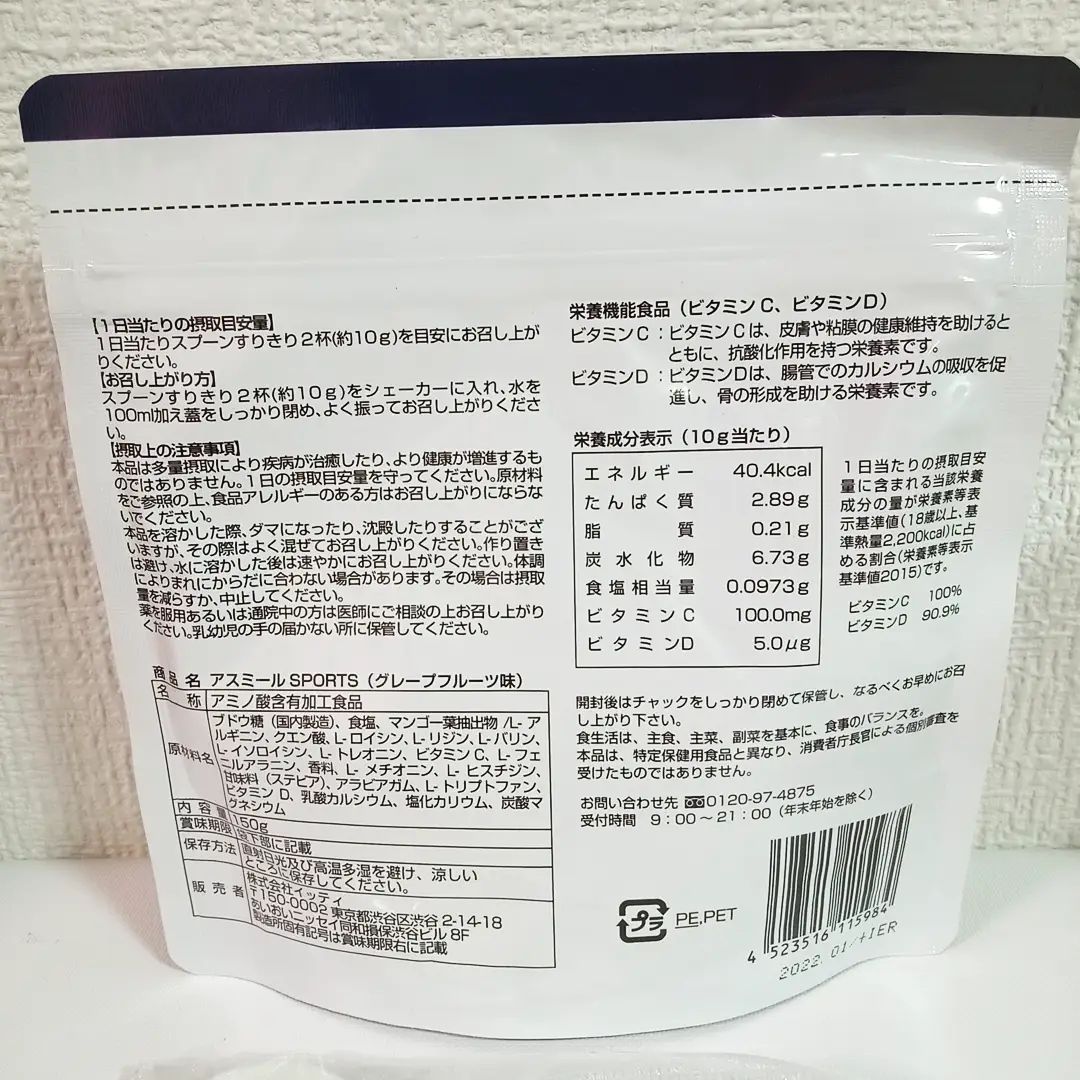 【1日当たりの摂取目安量】
1日当たりスプーンすりきり2杯(約10g)を目安にお召し上が
りください。
【お召し上がり方】
スプーンすりきり2杯(約10g)をシェーカーに入れ、水を
100ml加え蓋をしっかり閉め、よく振ってお召し上がりくださ
い。
【摂取上の注意事項】
本品は多量摂取により疾病が治癒したり、より健康が増進するも
のではありません。1日の摂取目安量を守ってください。原材料
をご参照の上、食品アレルギーのある方はお召し上がりにならな
いでください。
本品を溶かした際、ダマになったり、沈殿したりすることがござ
いますが、その際はよく混ぜてお召し上がりください。作り置き
は避け、水に溶かした後は速やかにお召し上がりください。体調
によりまれにからだに合わない場合があります。その場合は摂取
量を減らすか、中止してください。
薬を服用あるいは通院中の方は医師にご相談の上お召し上がり
ください。乳幼児の手の届かない所に保管してください。
商品名 アスミール SPORTS（グレープフルーツ味）
名称 アミノ酸含有加工食品
原材料名 ブドウ糖（国内製造）、食塩、マンゴー葉抽出物 /L- ア
ルギニン、クエン酸、L-ロイシン、L-リジン、L-バリン、
L-イソロイシン、L-トレオニン、ビタミンC、L-フェ
ニルアラニン、香料、L-メチオニン、L-ヒスチジン、
甘味料（ステビア）、アラビアガム、L-トリプトファン、
ビタミン D、乳酸カルシウム、塩化カリウム、炭酸マ
グネシウム
内容量 150g
賞味期限 袋下部に記載
保存方法 直射日光及び高温多湿を避け、涼しい
ところに保存してください。
販売者 株式会社イッティ
〒150-0002 東京都渋谷区渋谷 2-14-18
あいおいニッセイ同和損保渋谷ビル 8F
製造所固有記号は賞味期限右に記載
栄養機能食品（ビタミンC、ビタミンD）
ビタミンC：ビタミンCは、皮膚や粘膜の健康維持を助けると
ともに、抗酸化作用を持つ栄養素です。
ビタミンD：ビタミンDは、腸管でのカルシウムの吸収を促
進し、骨の形成を助ける栄養素です。
栄養成分表示（10g当たり）
エネルギー 40.4kcal
たんぱく質 2.89g
脂質 0.21g
炭水化物 6.73g
食塩相当量 0.0973g
ビタミンC 100.0mg
ビタミンD 5.0μg
1日当たりの摂取目安
量に含まれる当該栄養
成分の量が栄養素等表
示基準値(18歳以上、基
準熱量2,200kcal)に占
める割合(栄養素等表示
基準値2015)です。
ビタミンC 100%
ビタミンD 90.9%
開封後はチャックをしっかり閉めて保管し、なるべくお早めにお召
し上がり下さい。
食生活は、主食、主菜、副菜を基本に、食事のバランスを。
本品は、特定保健用食品と異なり、消費者庁長官による個別審査を
受けたものではありません。
お問い合わせ先 0120-97-4875
受付時間 9：00～21：00（年末年始を除く）
プラ PE,PET
4 523516 115984
2022.01/+IER